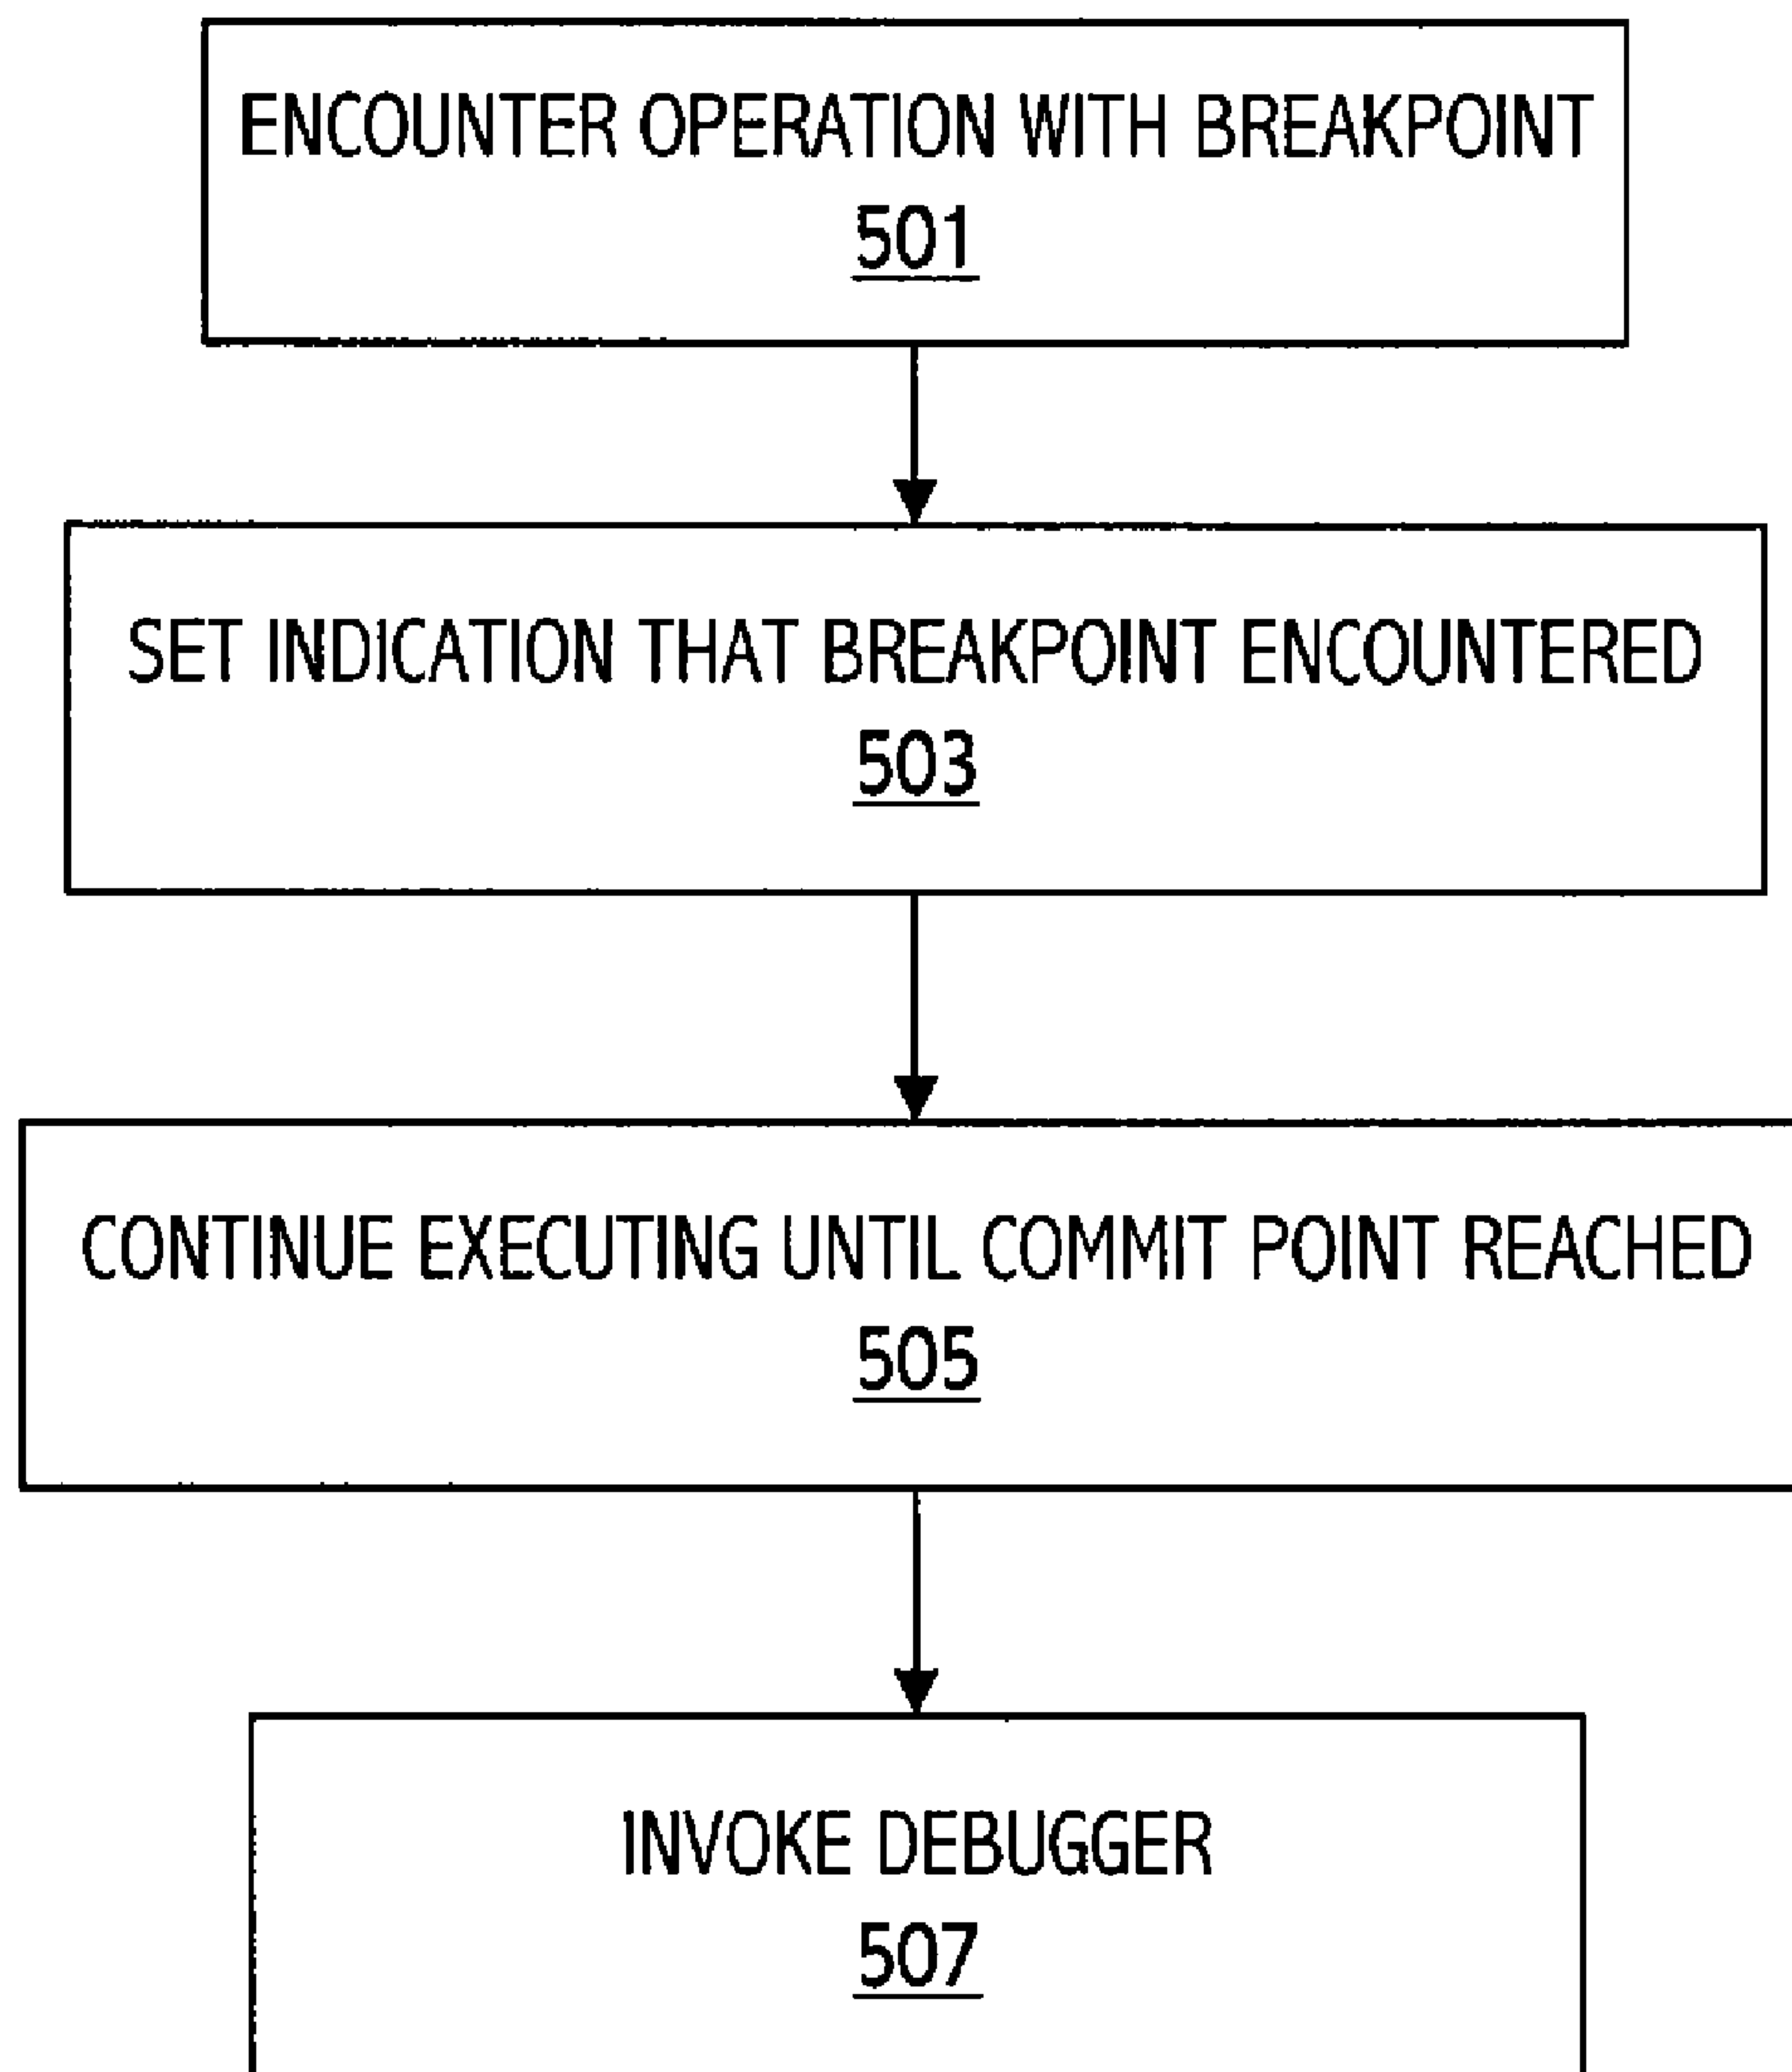 ENCOUNTER OPERATION WITH BREAKPOINT
501
SET INDICATION THAT BREAKPOINT ENCOUNTERED
503
CONTINUE EXECUTING UNTIL COMMIT POINT REACHED
505
INVOKE DEBUGGER
507